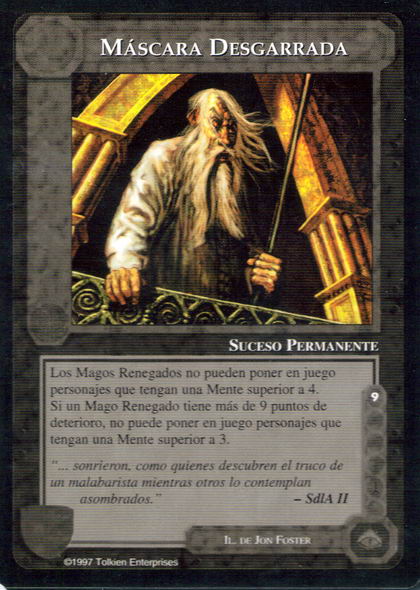 MÁSCARA DESGARRADA
SUCESO PERMANENTE
Los Magos Renegados no pueden poner en juego
personajes que tengan una Mente superior a 4.
Si un Mago Renegado tiene más de 9 puntos de
deterioro, no puede poner en juego personajes que
tengan una Mente superior a 3.
9
"... sonrieron, como quienes descubren el truco de
un malabarista mientras otros lo contemplan
asombrados." – SdlA II
IL. DE JON FOSTER
©1997 Tolkien Enterprises